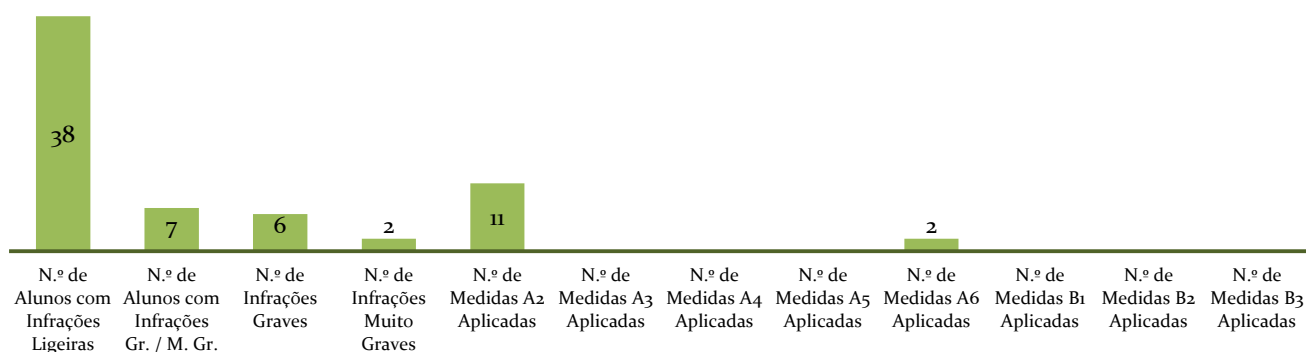 38
7
6
2
11
2
N.º de
Alunos com
Infrações
Ligeiras
N.º de
Alunos com
Infrações
Gr. / M. Gr.
N.º de
Infrações
Graves
N.º de
Infrações
Muito
Graves
N.º de
Medidas A2
Aplicadas
N.º de
Medidas A3
Aplicadas
N.º de
Medidas A4
Aplicadas
N.º de
Medidas A5
Aplicadas
N.º de
Medidas A6
Aplicadas
N.º de
Medidas B1
Aplicadas
N.º de
Medidas B2
Aplicadas
N.º de
Medidas B3
Aplicadas